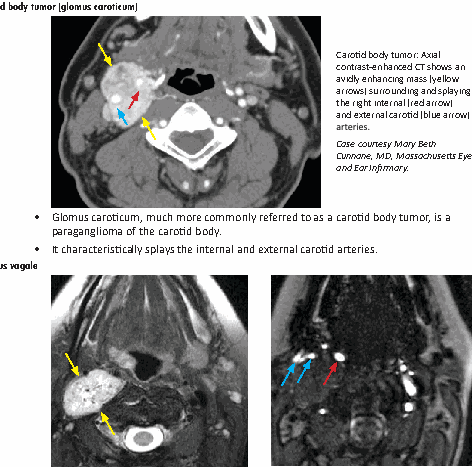 d body tumor (glomus caroticum)
Carotid body tumor: Axial
contrast-enhanced CT shows an
avidly enhancing mass (yellow
arrows) surrounding and splaying
the right internal (red arrow)
and external carotid (blue arrow)
arteries.
Case courtesy Mary Beth
Cunnane, MD, Massachusetts Eye
and Ear Infirmary.
• Glomus caroticum, much more commonly referred to as a carotid body tumor, is a
paraganglioma of the carotid body.
• It characteristically splays the internal and external carotid arteries.
us vagale